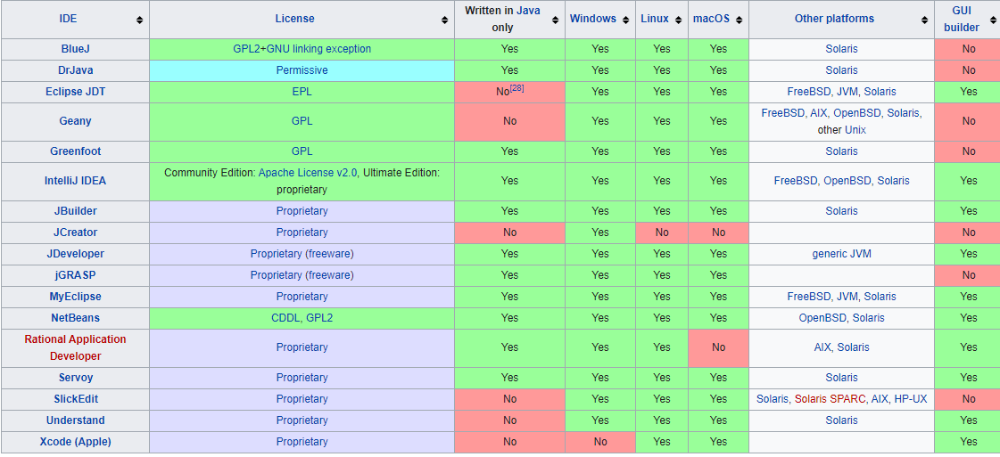 IDE License Written in Java only Windows Linux macOS Other platforms GUI builder
BlueJ GPL2+GNU linking exception Yes Yes Yes Yes Solaris No
DrJava Permissive Yes Yes Yes Yes Solaris No
Eclipse JDT EPL No[28] Yes Yes Yes FreeBSD, JVM, Solaris Yes
Geany GPL No Yes Yes Yes FreeBSD, AIX, OpenBSD, Solaris, other Unix No
Greenfoot GPL Yes Yes Yes Yes Solaris No
IntelliJ IDEA Community Edition: Apache License v2.0, Ultimate Edition: proprietary Yes Yes Yes Yes FreeBSD, OpenBSD, Solaris Yes
JBuilder Proprietary Yes Yes Yes Yes Solaris Yes
JCreator Proprietary No Yes No No No
JDeveloper Proprietary (freeware) Yes Yes Yes Yes generic JVM Yes
jGRASP Proprietary (freeware) Yes Yes Yes Yes No
MyEclipse Proprietary Yes Yes Yes Yes FreeBSD, JVM, Solaris Yes
NetBeans CDDL, GPL2 Yes Yes Yes Yes OpenBSD, Solaris Yes
Rational Application Developer Proprietary Yes Yes Yes No AIX, Solaris Yes
Servoy Proprietary Yes Yes Yes Yes Solaris Yes
SlickEdit Proprietary No Yes Yes Yes Solaris, Solaris SPARC, AIX, HP-UX No
Understand Proprietary No Yes Yes Yes Solaris Yes
Xcode (Apple) Proprietary No No Yes Yes Yes